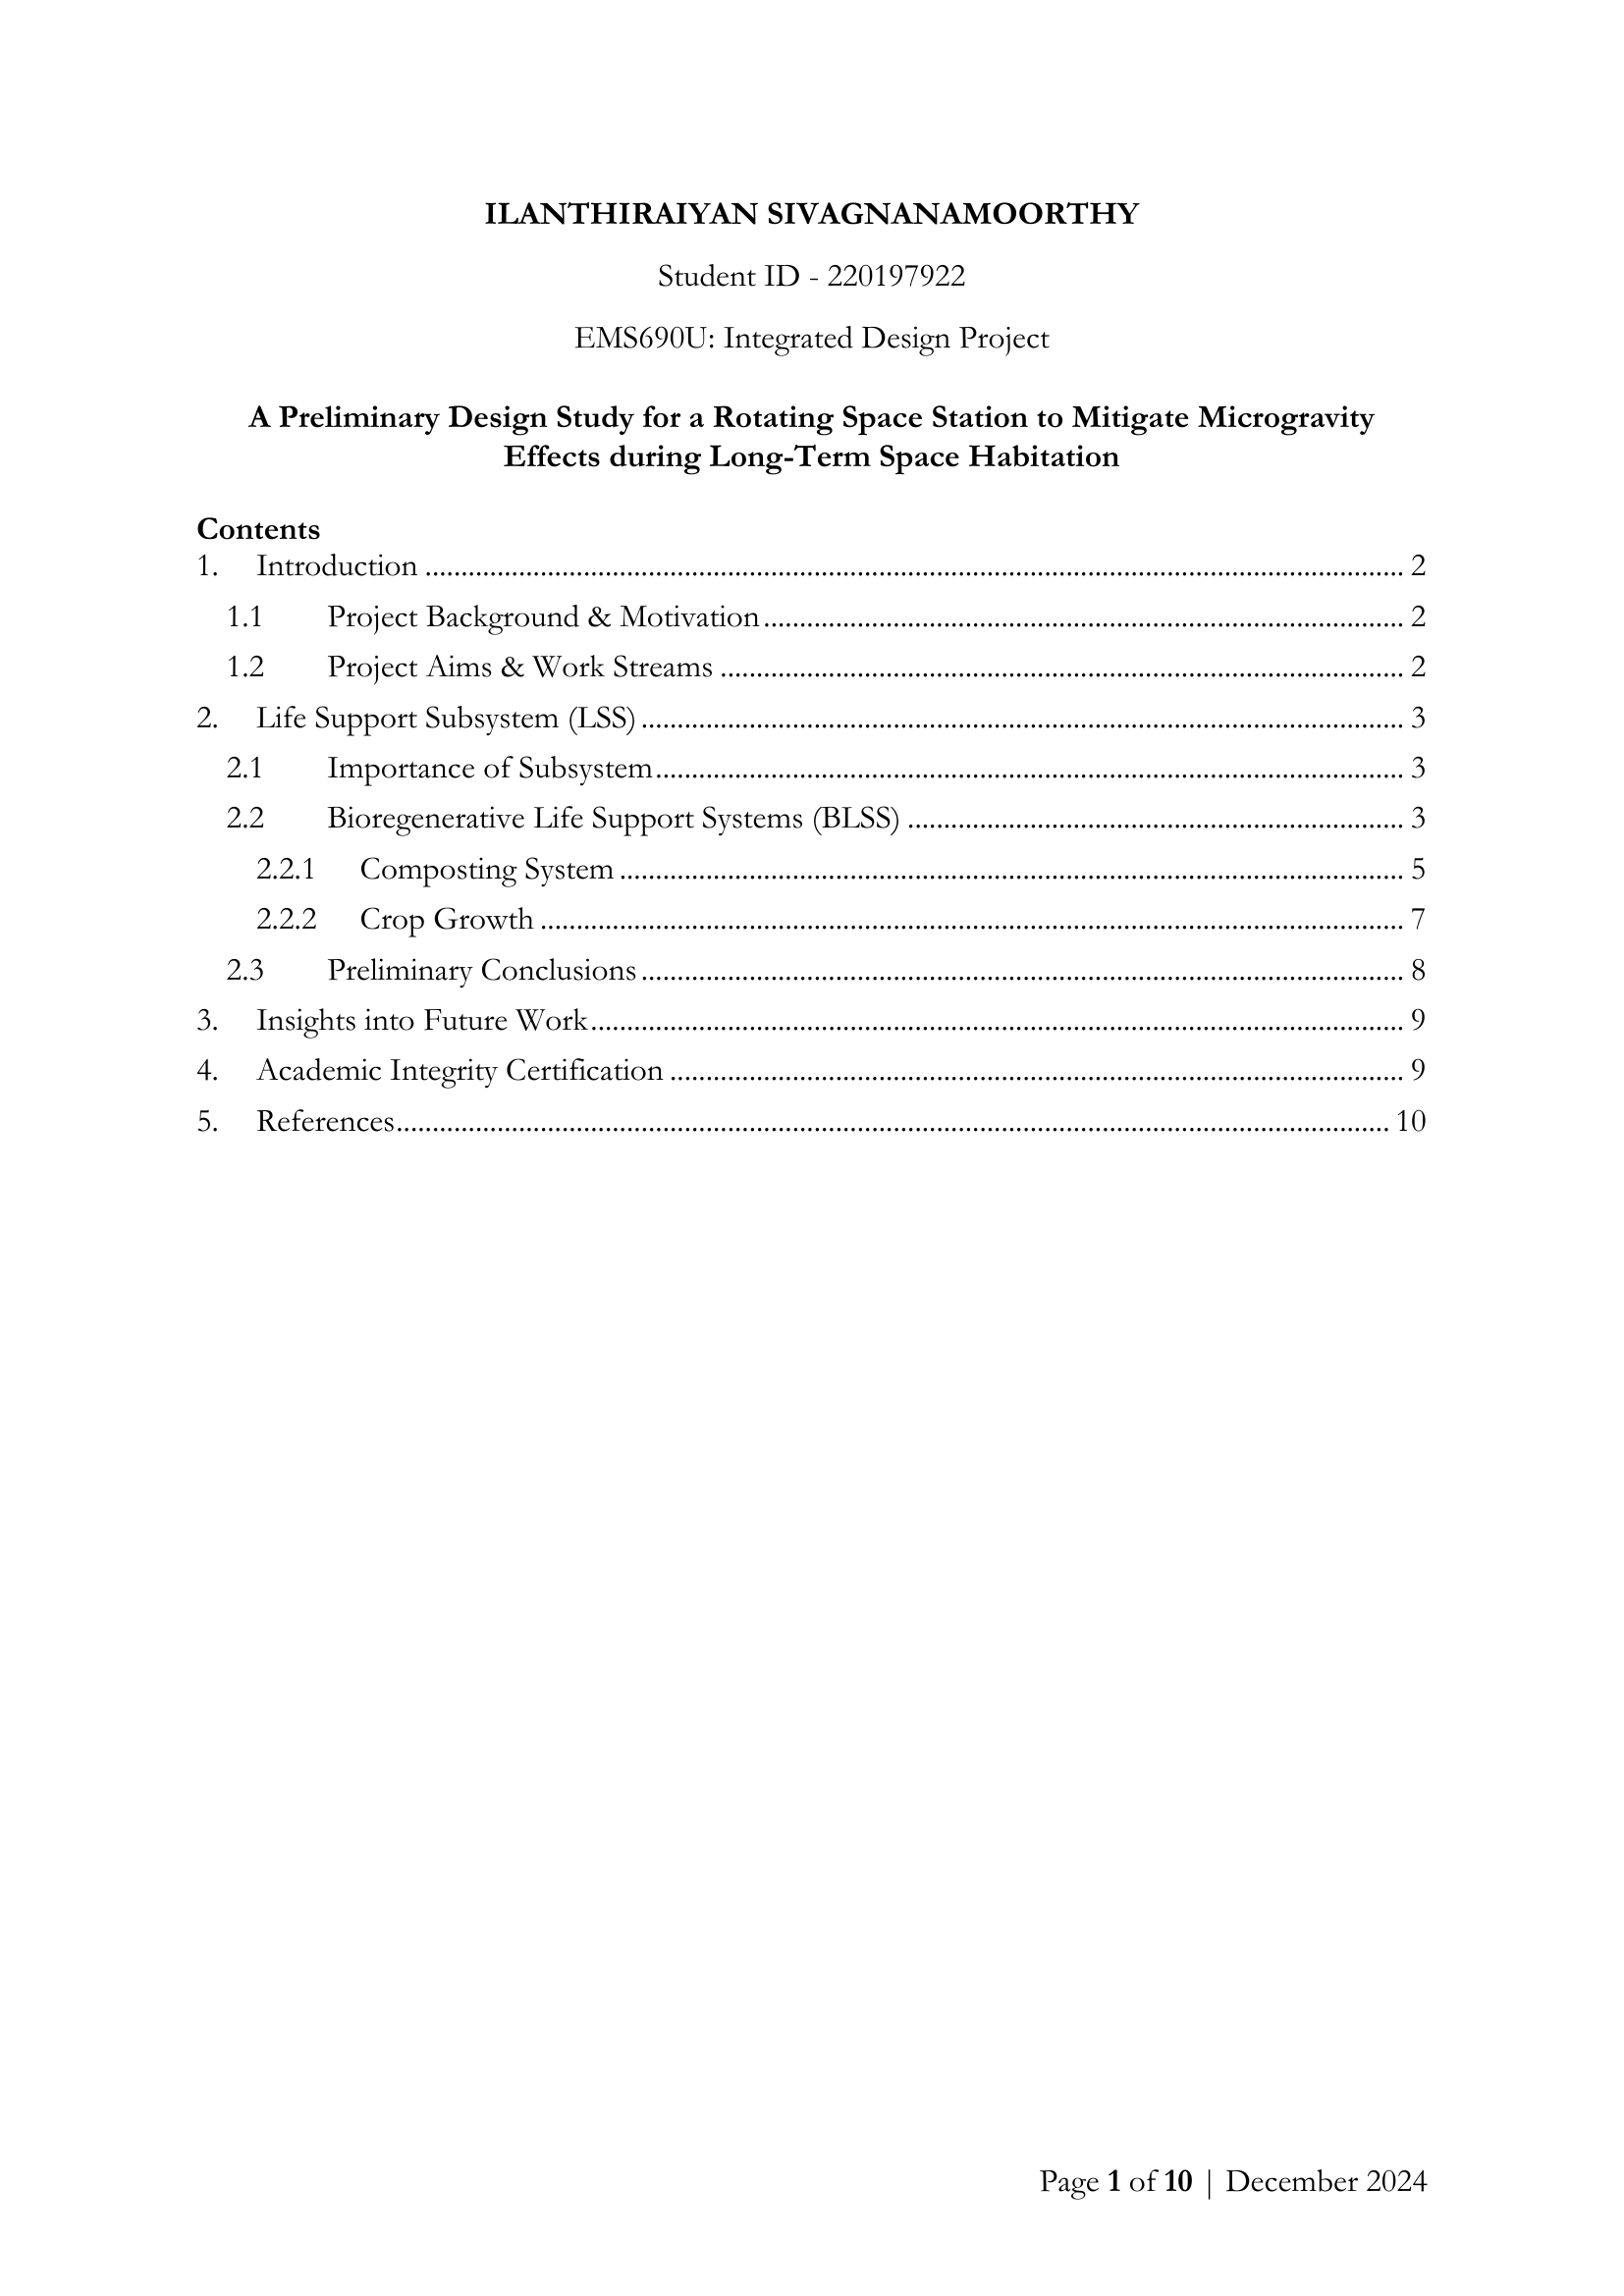 ILANTHIRAIYAN SIVAGNANAMOORTHY
Student ID - 220197922
EMS690U: Integrated Design Project
A Preliminary Design Study for a Rotating Space Station to Mitigate Microgravity
Effects during Long-Term Space Habitation
Contents
1. Introduction ........ 2
1.1 Project Background & Motivation ........ 2
1.2 Project Aims & Work Streams ........ 2
2. Life Support Subsystem (LSS) ........ 3
2.1 Importance of Subsystem ........ 3
2.2 Bioregenerative Life Support Systems (BLSS) ........ 3
2.2.1 Composting System ........ 5
2.2.2 Crop Growth ........ 7
2.3 Preliminary Conclusions ........ 8
3. Insights into Future Work ........ 9
4. Academic Integrity Certification ........ 9
5. References ........ 10
Page 1 of 10 | December 2024